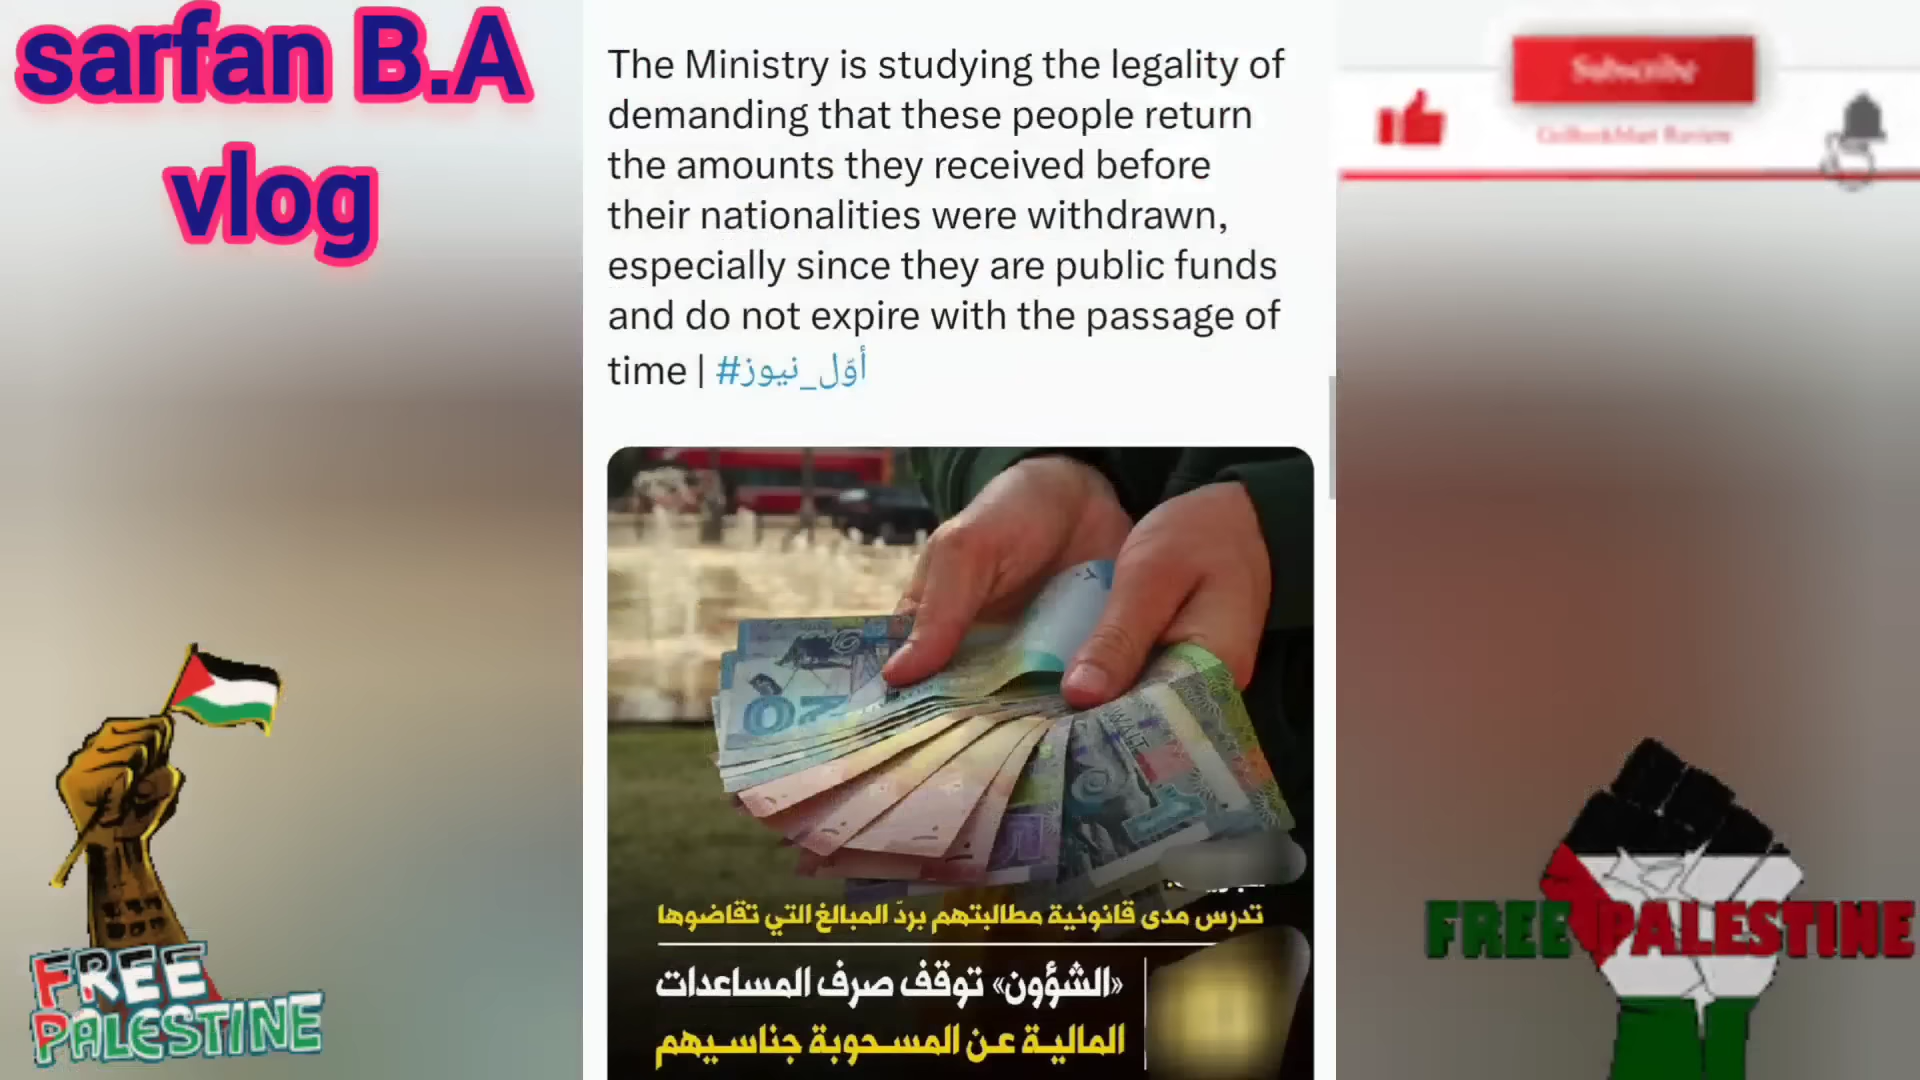 sarfan B.A
vlog
The Ministry is studying the legality of
demanding that these people return
the amounts they received before
their nationalities were withdrawn,
especially since they are public funds
and do not expire with the passage of
time | #أوّل_نيوز
Subscribe
تدرس مدى قانونية مطالبتهم بردّ المبالغ التي تقاضوها
«الشؤون» توقف صرف المساعدات
المالية عن المسحوبة جناسيهم
FREE
PALESTINE
FREE PALESTINE